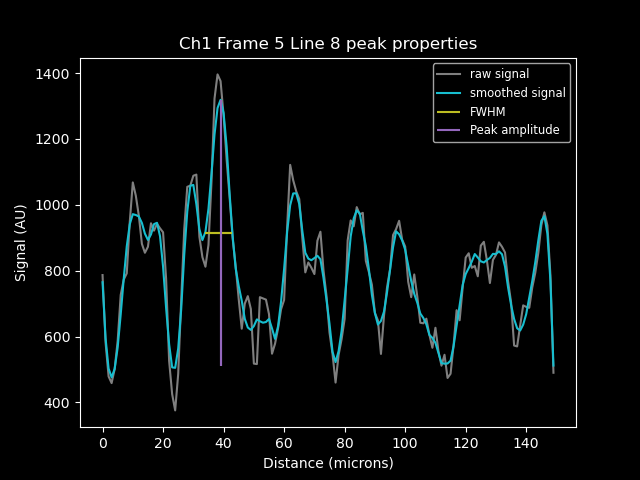 Ch1 Frame 5 Line 8 peak properties
raw signal
smoothed signal
FWHM
Peak amplitude
Signal (AU)
1400
1200
1000
800
600
400
0 20 40 60 80 100 120 140
Distance (microns)